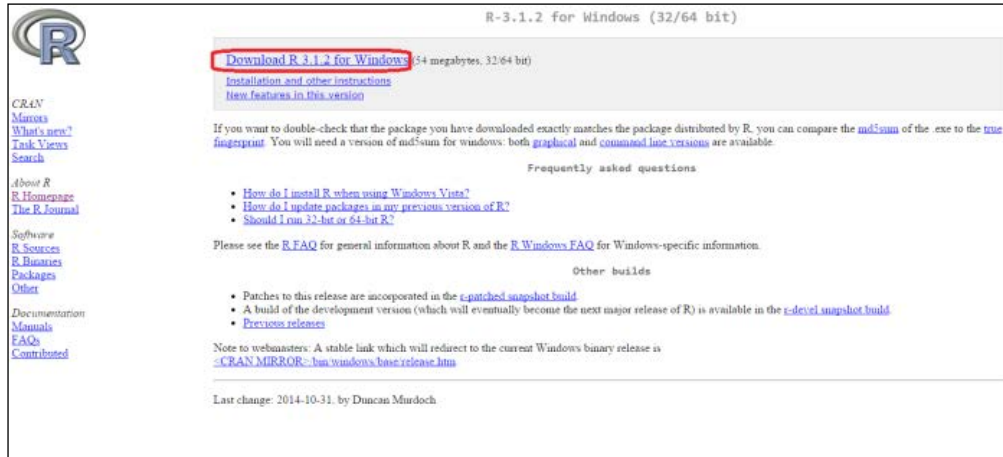 R
R-3.1.2 for Windows (32/64 bit)
Download R 3.1.2 for Windows (54 megabytes, 32/64 bit)
Installation and other instructions
New features in this version
CRAN
Mirrors
What's new?
Task Views
Search
About R
R Homepage
The R Journal
Software
R Sources
R Binaries
Packages
Other
Documentation
Manuals
FAQs
Contributed
If you want to double-check that the package you have downloaded exactly matches the package distributed by R, you can compare the md5sum of the .exe to the true
fingerprint. You will need a version of md5sum for windows: both graphical and command line versions are available.
Frequently asked questions
• How do I install R when using Windows Vista?
• How do I update packages in my previous version of R?
• Should I run 32-bit or 64-bit R?
Please see the R FAQ for general information about R and the R Windows FAQ for Windows-specific information.
Other builds
• Patches to this release are incorporated in the r-patched snapshot build.
• A build of the development version (which will eventually become the next major release of R) is available in the r-devel snapshot build.
• Previous releases
Note to webmasters: A stable link which will redirect to the current Windows binary release is
<CRAN MIRROR>/bin/windows/base/release.htm.
Last change: 2014-10-31, by Duncan Murdoch